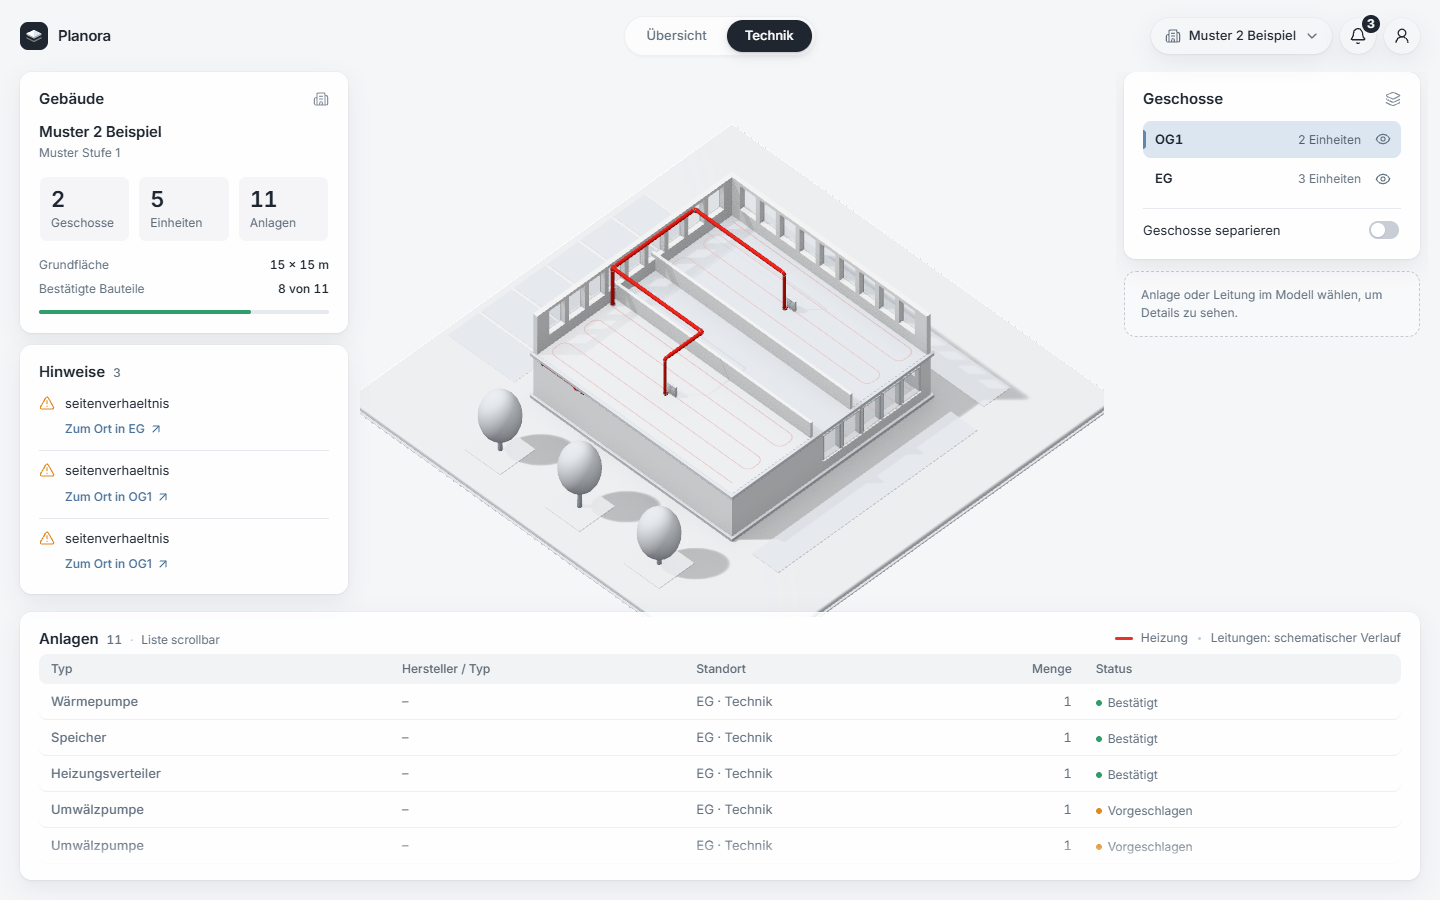 Planora
Übersicht
Technik
Muster 2 Beispiel
3
Gebäude
Muster 2 Beispiel
Muster Stufe 1
2
Geschosse
5
Einheiten
11
Anlagen
Grundfläche 15 × 15 m
Bestätigte Bauteile 8 von 11
Hinweise 3
seitenverhaeltnis
Zum Ort in EG
seitenverhaeltnis
Zum Ort in OG1
seitenverhaeltnis
Zum Ort in OG1
Geschosse
OG1 2 Einheiten
EG 3 Einheiten
Geschosse separieren
Anlage oder Leitung im Modell wählen, um
Details zu sehen.
Anlagen 11 · Liste scrollbar
Heizung • Leitungen: schematischer Verlauf
Typ Hersteller / Typ Standort Menge Status
Wärmepumpe – EG · Technik 1 Bestätigt
Speicher – EG · Technik 1 Bestätigt
Heizungsverteiler – EG · Technik 1 Bestätigt
Umwälzpumpe – EG · Technik 1 Vorgeschlagen
Umwälzpumpe – EG · Technik 1 Vorgeschlagen